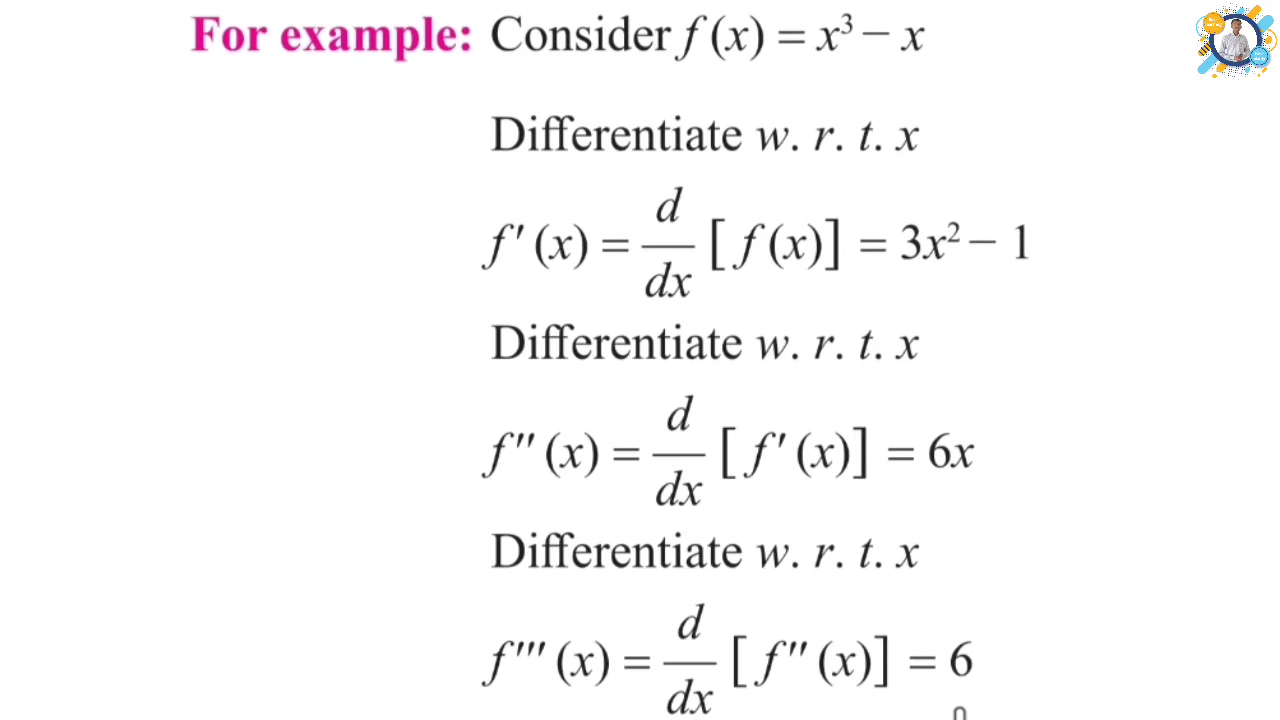 For example: Consider f (x) = x³ – x
Differentiate w. r. t. x
f′ (x) = d/dx [ f (x)] = 3x² – 1
Differentiate w. r. t. x
f″ (x) = d/dx [ f′ (x)] = 6x
Differentiate w. r. t. x
f‴ (x) = d/dx [ f″ (x)] = 6